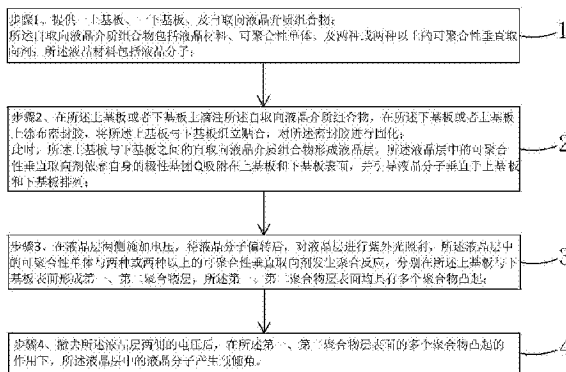 步骤1、提供一上基板、一下基板、及自取向液晶介质组合物；
所述自取向液晶介质组合物包括液晶材料、可聚合性单体、及两种或两种以上的可聚合性垂直取
向剂；所述液晶材料包括液晶分子；
1
步骤2、在所述上基板或者下基板上滴注所述自取向液晶介质组合物，在所述下基板或者上基板
上涂布密封胶，将所述上基板与下基板组立贴合，对所述密封胶进行固化；
此时，所述上基板与下基板之间的自取向液晶介质组合物形成液晶层，所述液晶层中的可聚合
性垂直取向剂依靠自身的极性基团Q吸附在上基板和下基板表面，并引导液晶分子垂直于上基板
和下基板排列；
2
步骤3、在液晶层两侧施加电压，待液晶分子偏转后，对液晶层进行紫外光照射，所述液晶层中
的可聚合性单体与两种或两种以上的可聚合性垂直取向剂发生聚合反应，分别在所述上基板与下
基板表面形成第一、第二聚合物层，所述第一、第二聚合物层表面均具有多个聚合物凸起；
3
步骤4、撤去所述液晶层两侧的电压后，在所述第一、第二聚合物层表面的多个聚合物凸起的
作用下，所述液晶层中的液晶分子产生预倾角。
4